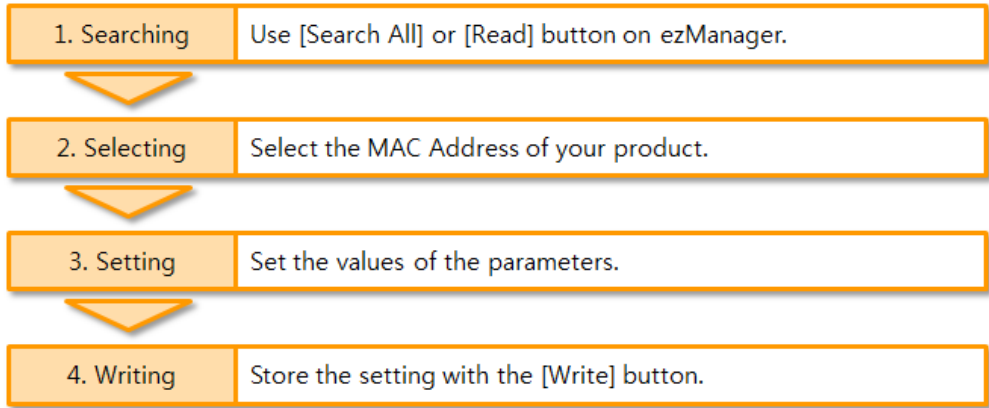 1. Searching Use [Search All] or [Read] button on ezManager.
2. Selecting Select the MAC Address of your product.
3. Setting Set the values of the parameters.
4. Writing Store the setting with the [Write] button.